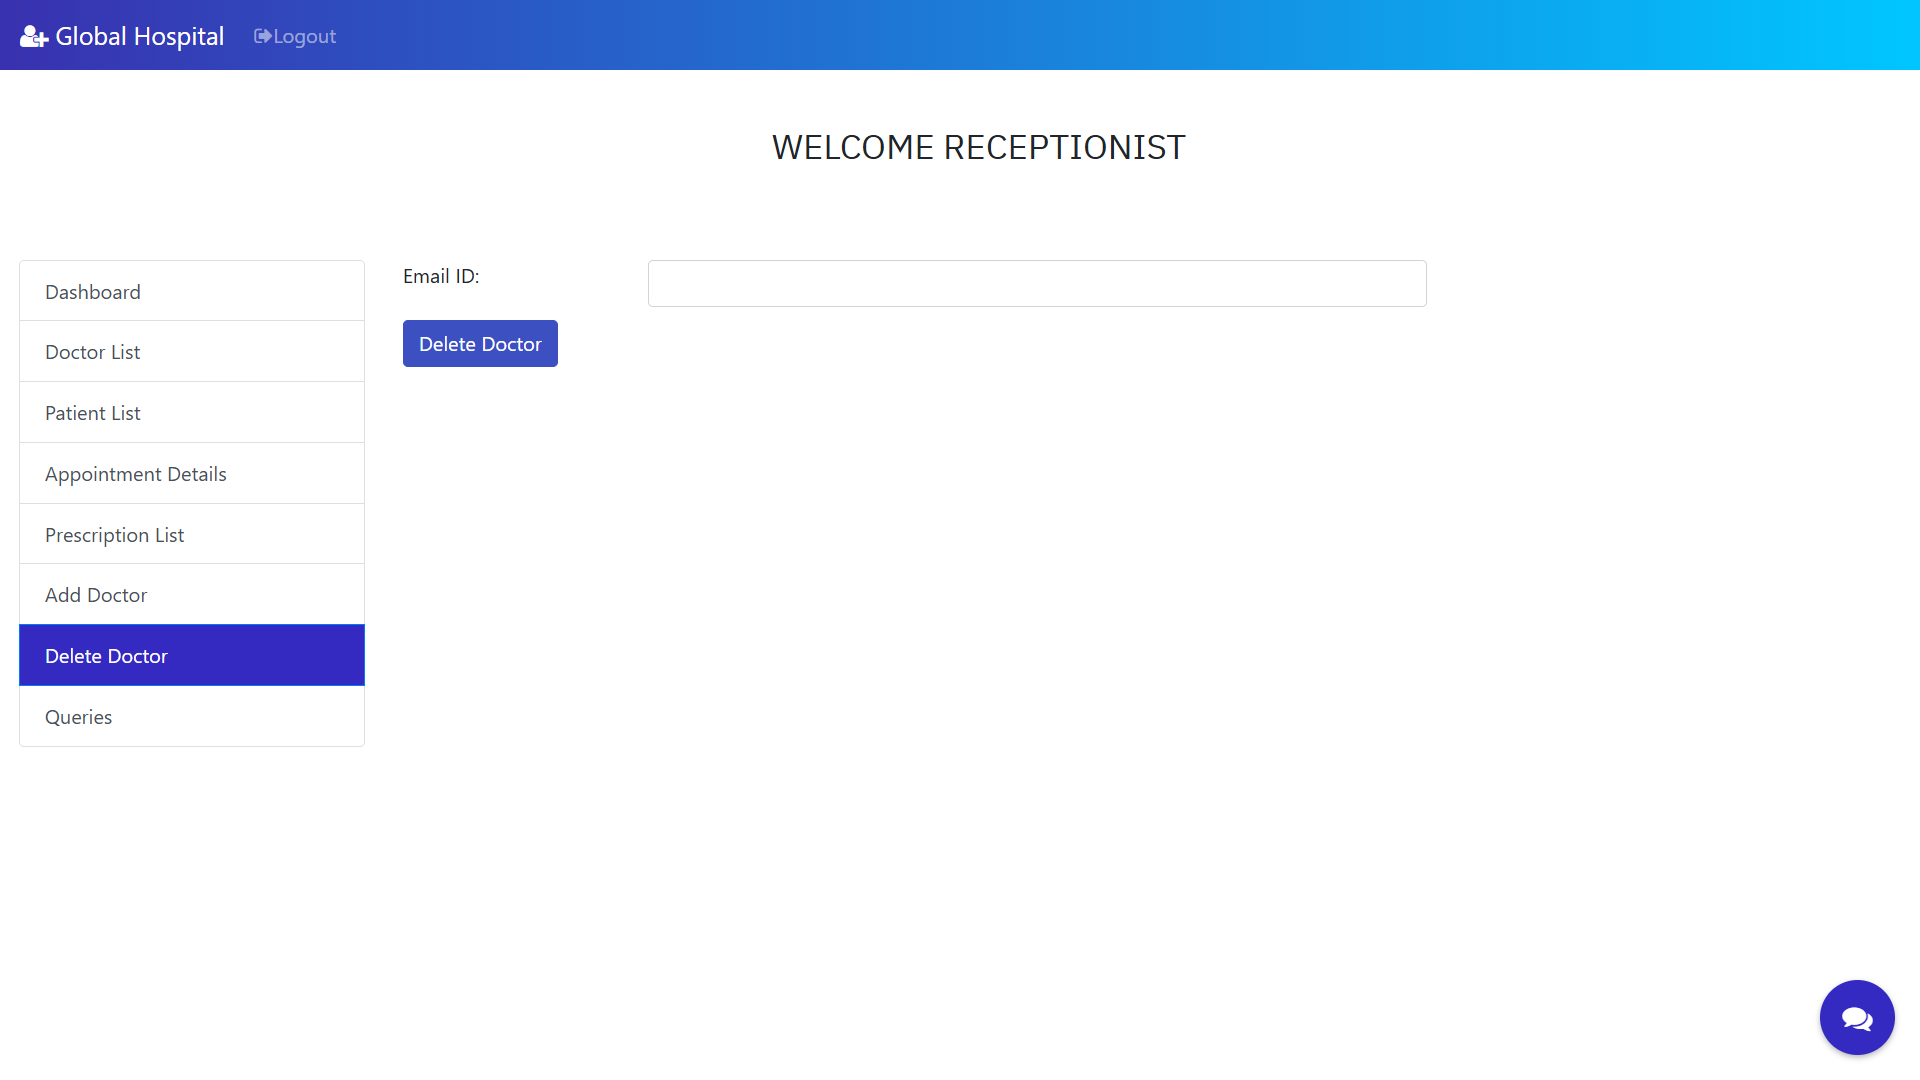 Global Hospital
Logout
WELCOME RECEPTIONIST
Dashboard
Doctor List
Patient List
Appointment Details
Prescription List
Add Doctor
Delete Doctor
Queries
Email ID:
Delete Doctor